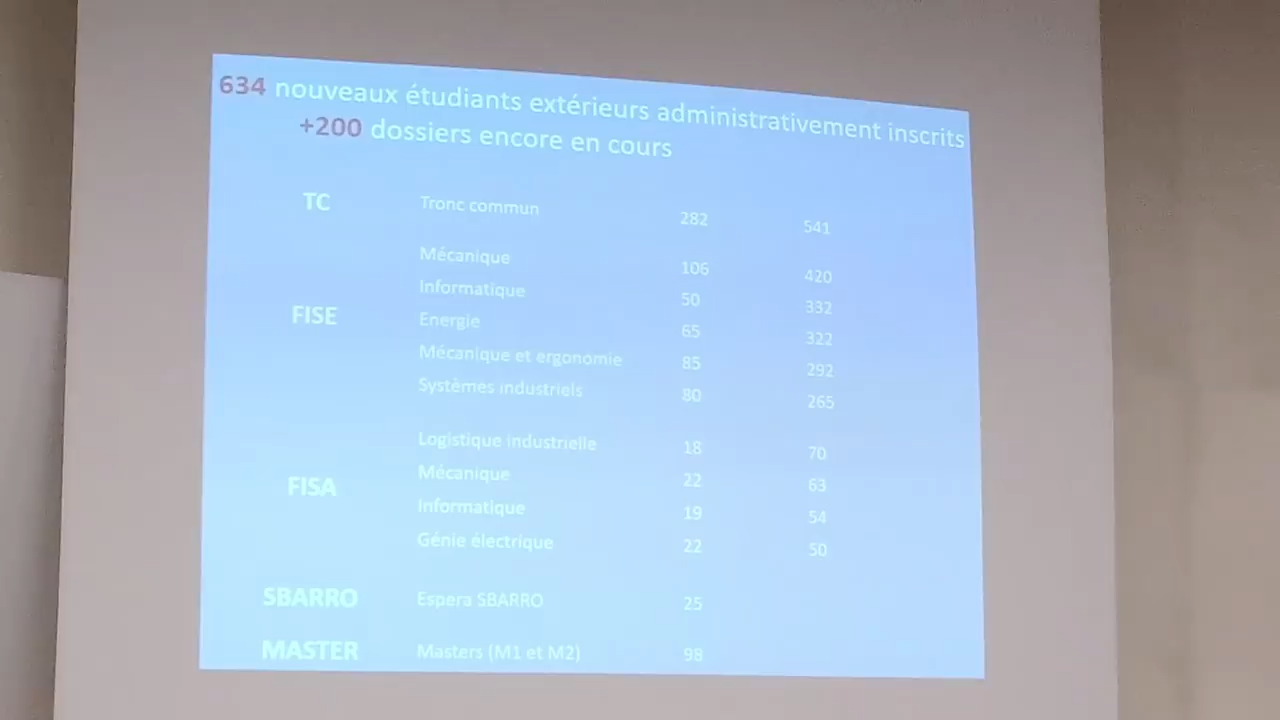 634 nouveaux étudiants extérieurs administrativement inscrits
+200 dossiers encore en cours
TC Tronc commun 282 541
Mécanique 106 420
Informatique 50 332
FISE Energie 65 322
Mécanique et ergonomie 85 292
Systèmes industriels 80 265
Logistique industrielle 18 70
FISA Mécanique 22 63
Informatique 19 54
Génie électrique 22 50
SBARRO Espera SBARRO 25
MASTER Masters (M1 et M2) 98